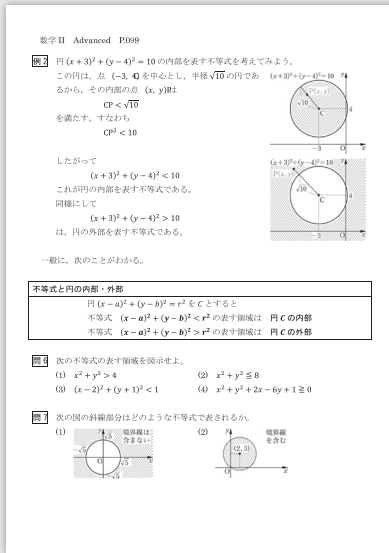 数学Ⅱ Advanced P.099
例 2 円 (x + 3)² + (y − 4)² = 10 の内部を表す不等式を考えてみよう。
この円は，点 (−3, 4) を中心とし，半径 √10 の円であ
るから，その内部の点 (x, y)Pは
CP < √10
を満たす，すなわち
CP² < 10
(x+3)²+(y−4)²=10
y
P(x, y)
√10
C
4
−3
O
x
したがって
(x + 3)² + (y − 4)² < 10
これが円の内部を表す不等式である。
同様にして
(x + 3)² + (y − 4)² > 10
は，円の外部を表す不等式である。
(x+3)²+(y−4)²=10
y
P(x, y)
√10
C
4
−3
O
x
一般に，次のことがわかる。
不等式と円の内部・外部
円 (x − a)² + (y − b)² = r² を C とすると
不等式 (x − a)² + (y − b)² < r² の表す領域は 円 C の内部
不等式 (x − a)² + (y − b)² > r² の表す領域は 円 C の外部
問 6 次の不等式の表す領域を図示せよ。
(1) x² + y² > 4 (2) x² + y² ≦ 8
(3) (x − 2)² + (y + 1)² < 1 (4) x² + y² + 2x − 6y + 1 ≧ 0
問 7 次の図の斜線部分はどのような不等式で表されるか。
(1)
y
√5
境界線は
含まない
−√5
O
√5
x
−√5
(2)
y
境界線
を含む
(2, 3)
O
x